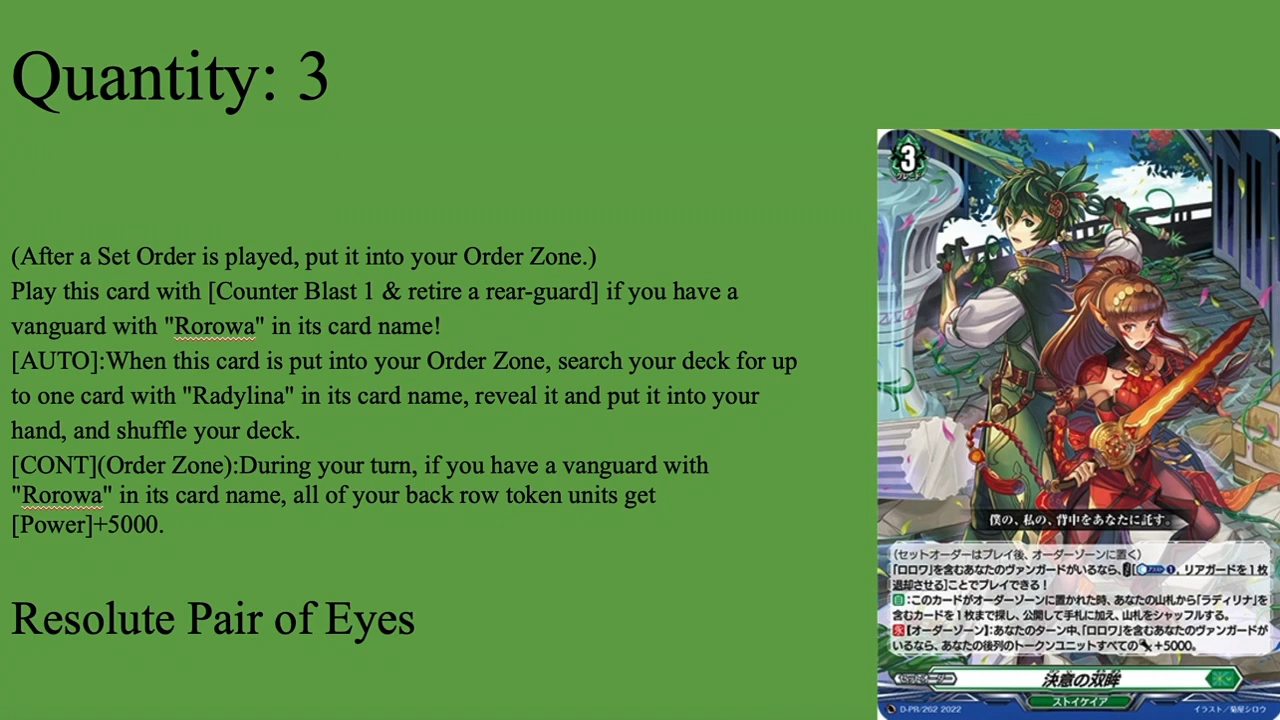 Quantity: 3
(After a Set Order is played, put it into your Order Zone.)
Play this card with [Counter Blast 1 & retire a rear-guard] if you have a
vanguard with "Rorowa" in its card name!
[AUTO]:When this card is put into your Order Zone, search your deck for up
to one card with "Radylina" in its card name, reveal it and put it into your
hand, and shuffle your deck.
[CONT](Order Zone):During your turn, if you have a vanguard with
"Rorowa" in its card name, all of your back row token units get
[Power]+5000.
Resolute Pair of Eyes
3
グレード
僕の、私の、背中をあなたに託す。
(セットオーダーはプレイ後、オーダーゾーンに置く)
「ロロワ」を含むあなたのヴァンガードがいるなら、[1, リアガードを1枚
退却させる]ことでプレイできる!
自:このカードがオーダーゾーンに置かれた時、あなたの山札から「ラディリナ」を
含むカードを1枚まで探し、公開して手札に加え、山札をシャッフルする。
永【オーダーゾーン】:あなたのターン中、「ロロワ」を含むあなたのヴァンガードが
いるなら、あなたの後列のトークンユニットすべての+5000。
セットオーダー
決意の双眸
ストイケイア
D-PR/262 2022
イラスト/菊屋シロウ